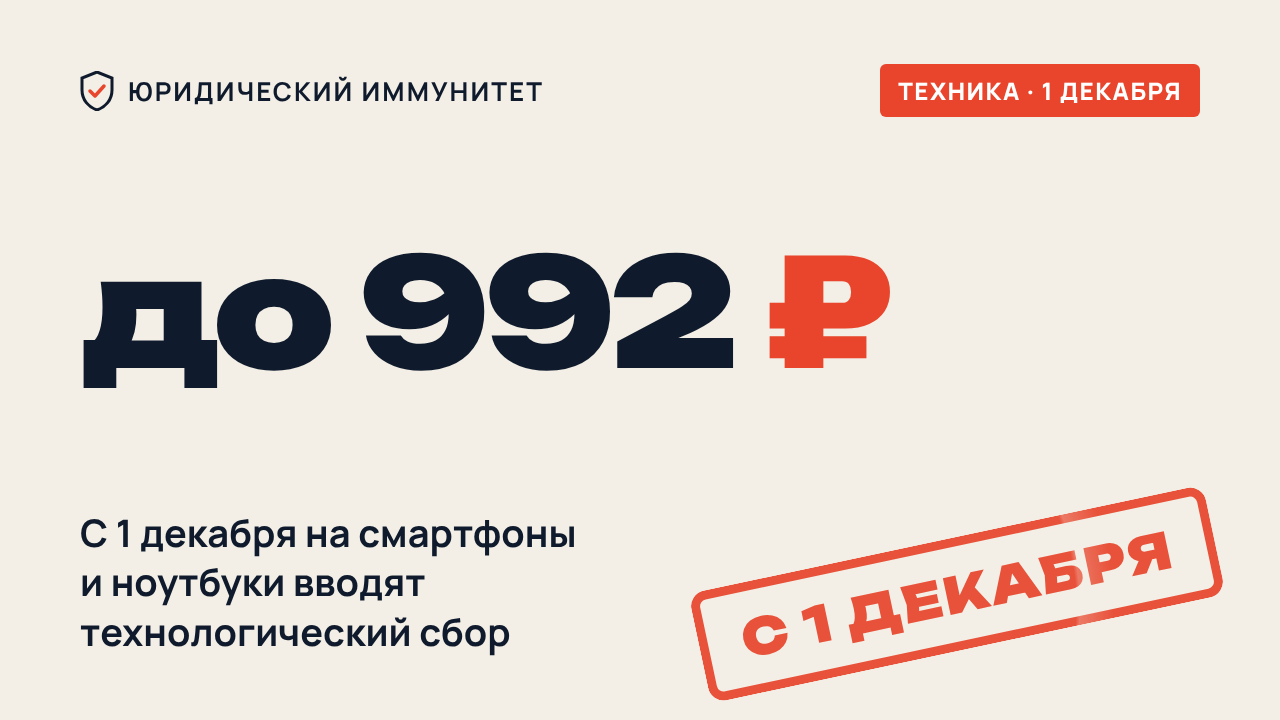 ЮРИДИЧЕСКИЙ ИММУНИТЕТ
ТЕХНИКА · 1 ДЕКАБРЯ
до 992 ₽
С 1 декабря на смартфоны
и ноутбуки вводят
технологический сбор
С 1 ДЕКАБРЯ